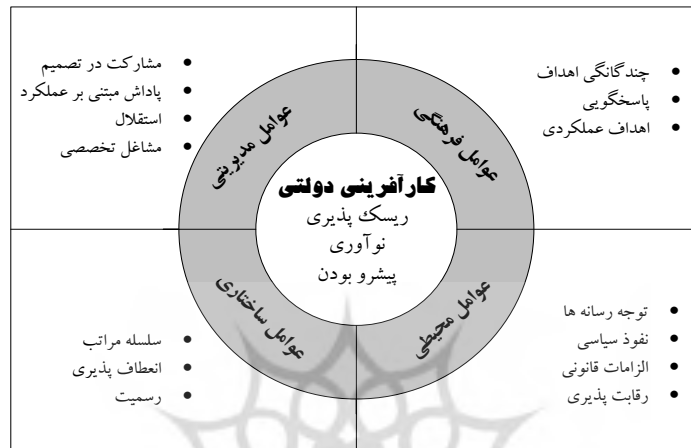 چندگانگی اهداف
پاسخگویی
اهداف عملکردی
عوامل فرهنگی
مشارکت در تصمیم
پاداش مبتنی بر عملکرد
استقلال
مشاغل تخصصی
عوامل مدیریتی
کارآفرینی دولتی
ریسک پذیری
نوآوری
پیشرو بودن
عوامل محیطی
توجه رسانه ها
نفوذ سیاسی
الزامات قانونی
رقابت پذیری
عوامل ساختاری
سلسله مراتب
انعطاف پذیری
رسمیت